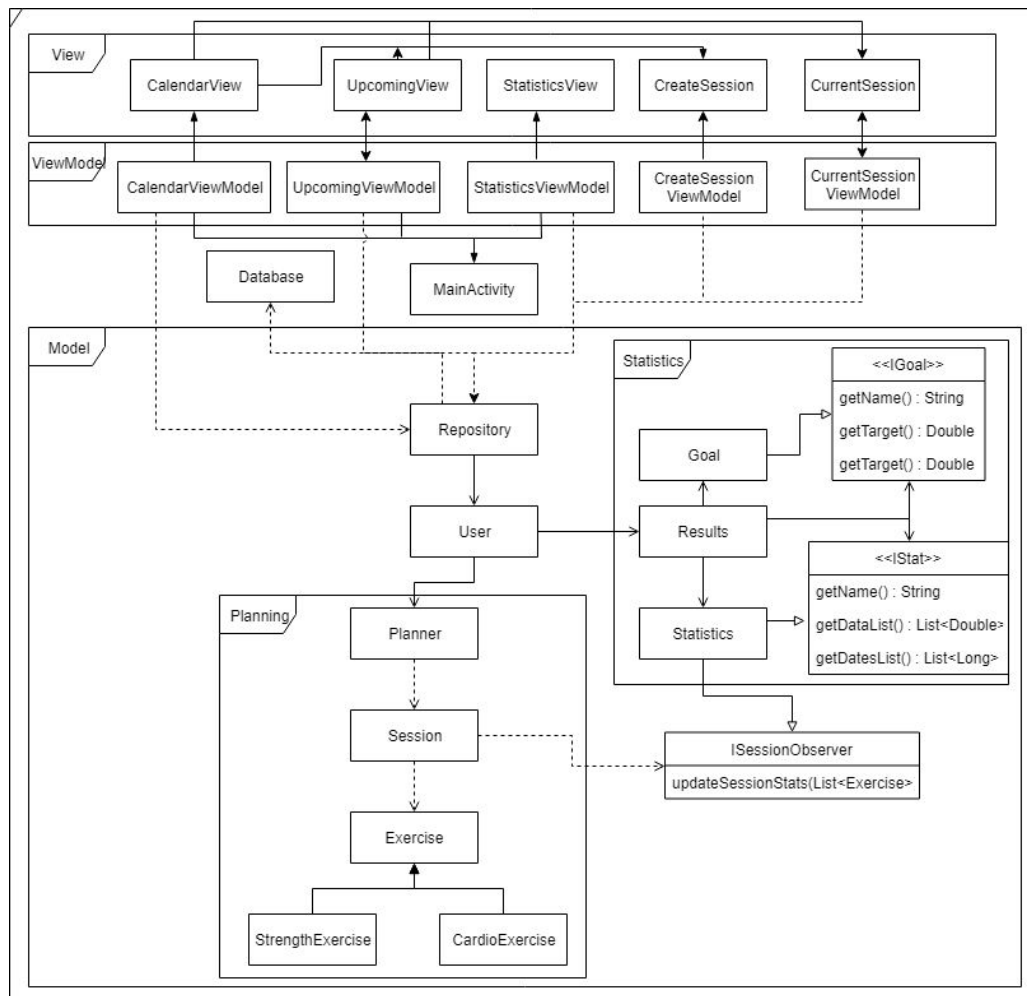 View
CalendarView
UpcomingView
StatisticsView
CreateSession
CurrentSession
ViewModel
CalendarViewModel
UpcomingViewModel
StatisticsViewModel
CreateSession
ViewModel
CurrentSession
ViewModel
Database
MainActivity
Model
Statistics
<<IGoal>>
getName() : String
getTarget() : Double
getTarget() : Double
Repository
Goal
User
Results
<<IStat>>
getName() : String
getDataList() : List<Double>
getDatesList() : List<Long>
Planning
Planner
Statistics
Session
ISessionObserver
updateSessionStats(List<Exercise>
Exercise
StrengthExercise
CardioExercise